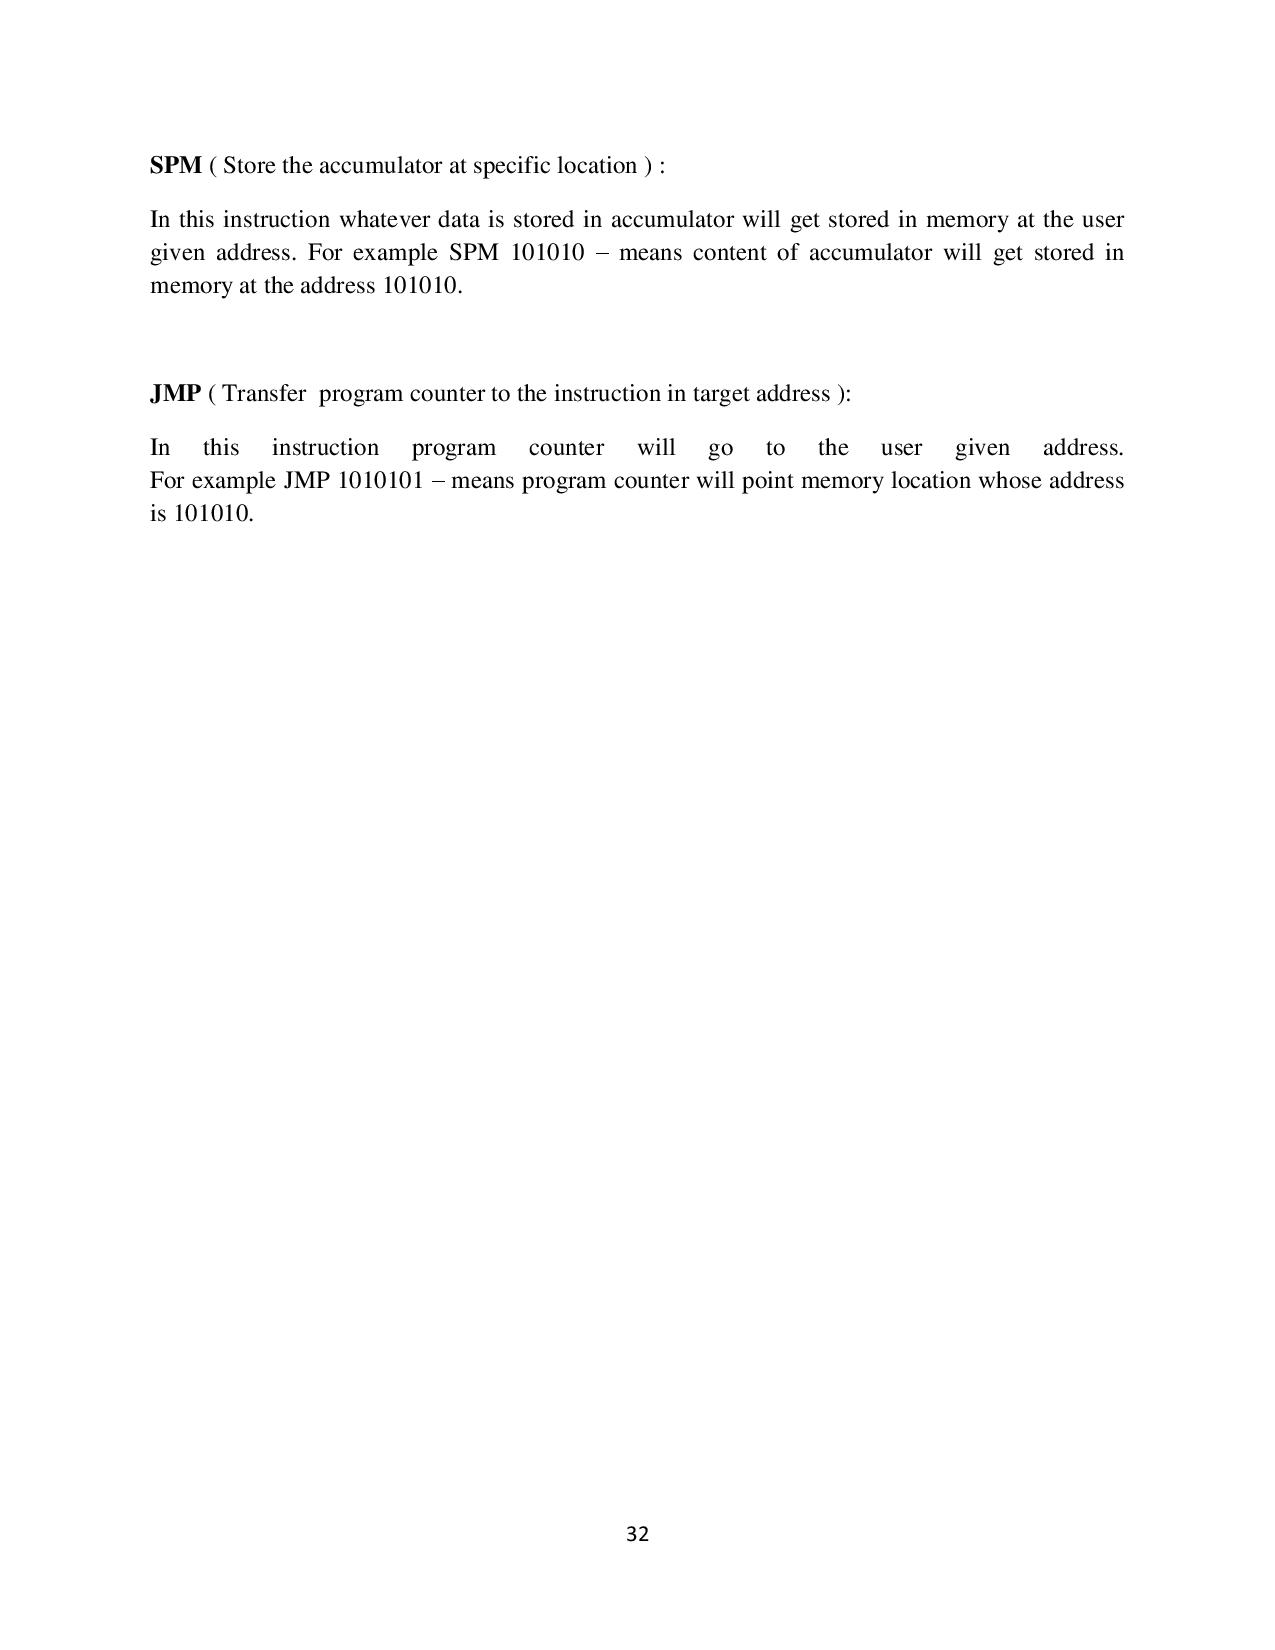 SPM ( Store the accumulator at specific location ) :
In this instruction whatever data is stored in accumulator will get stored in memory at the user
given address. For example SPM 101010 – means content of accumulator will get stored in
memory at the address 101010.
JMP ( Transfer  program counter to the instruction in target address ):
In this instruction program counter will go to the user given address.
For example JMP 1010101 – means program counter will point memory location whose address
is 101010.
32